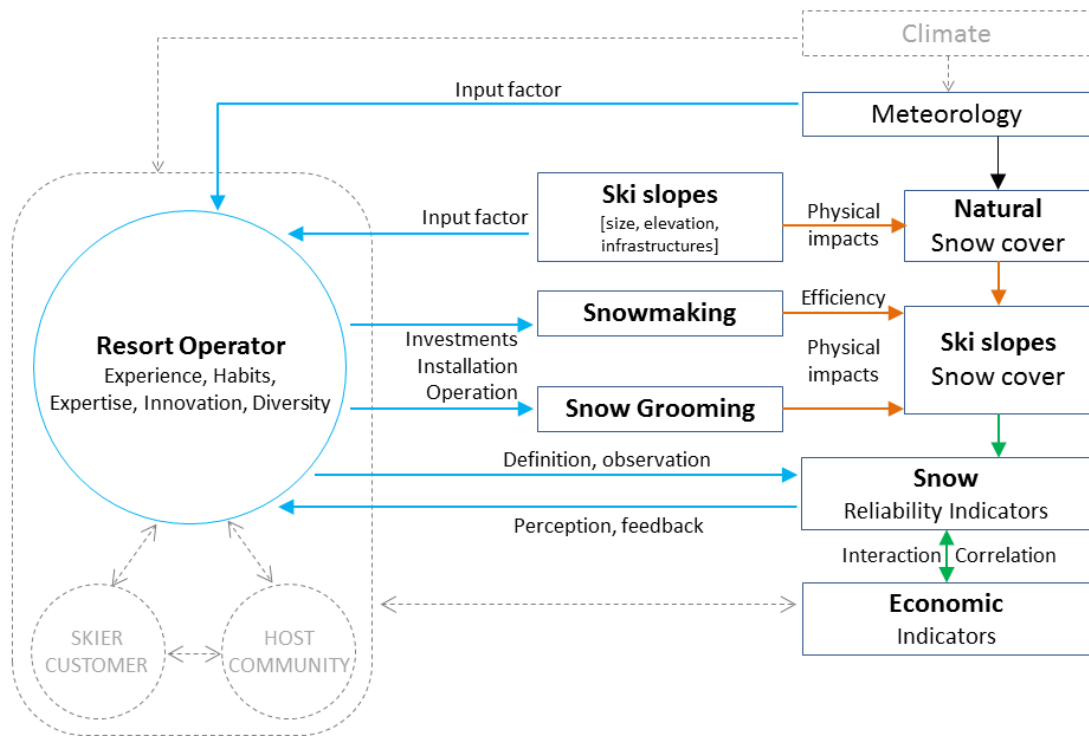 Climate
Input factor
Meteorology
Ski slopes
[size, elevation,
infrastructures]
Input factor
Physical
impacts
Natural
Snow cover
Snowmaking
Efficiency
Resort Operator
Experience, Habits,
Expertise, Innovation, Diversity
Investments
Installation
Operation
Physical
impacts
Ski slopes
Snow cover
Snow Grooming
Definition, observation
Snow
Reliability Indicators
Perception, feedback
Interaction
Correlation
Economic
Indicators
SKIER
CUSTOMER
HOST
COMMUNITY